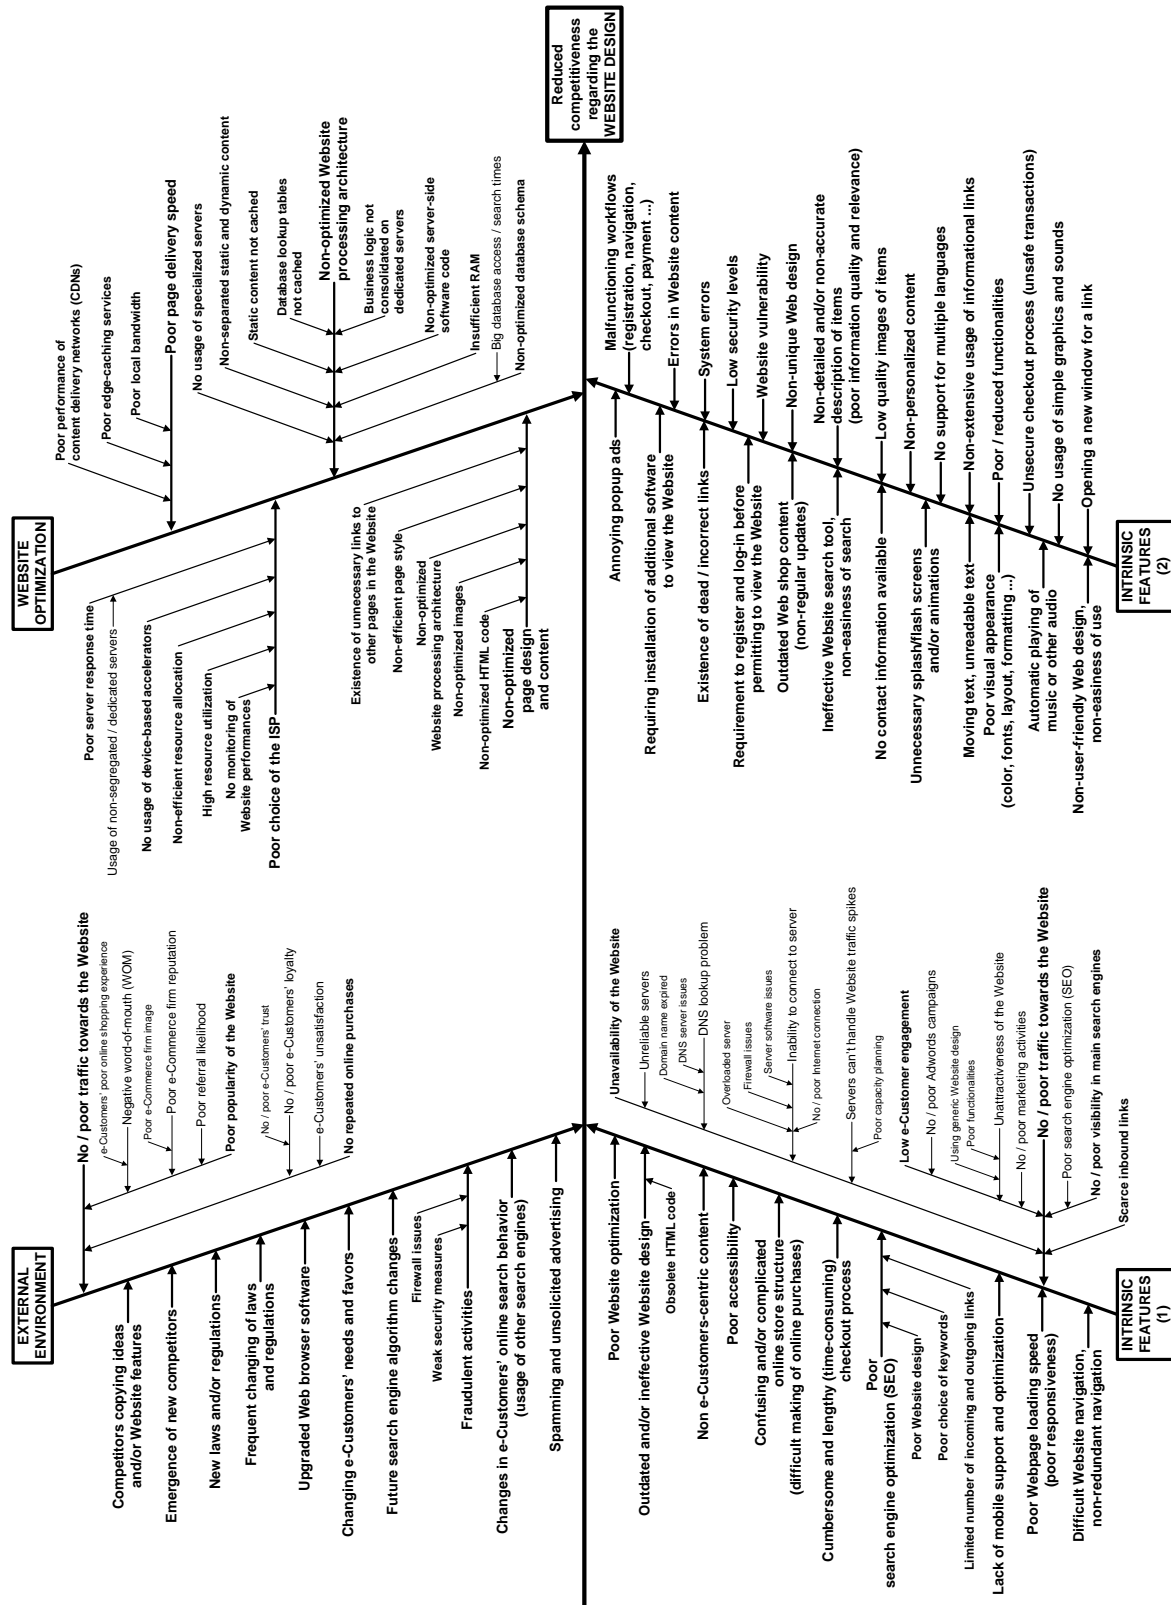 EXTERNAL
ENVIRONMENT
No / poor traffic towards the Website
e-Customers' poor online shopping experience
Negative word-of-mouth (WOM)
Poor e-Commerce firm image
Poor e-Commerce firm reputation
Poor referral likelihood
Poor popularity of the Website
No / poor e-Customers' trust
No / poor e-Customers' loyalty
e-Customers' unsatisfaction
No repeated online purchases
Competitors copying ideas
and/or Website features
Emergence of new competitors
New laws and/or regulations
Frequent changing of laws
and regulations
Upgraded Web browser software
Changing e-Customers' needs and favors
Future search engine algorithm changes
Firewall issues
Weak security measures
Fraudulent activities
Changes in e-Customers' online search behavior
(usage of other search engines)
Spamming and unsolicited advertising
WEBSITE
OPTIMIZATION
Poor performance of
content delivery networks (CDNs)
Poor edge-caching services
Poor local bandwidth
Poor page delivery speed
No usage of specialized servers
Non-separated static and dynamic content
Static content not cached
Database lookup tables
not cached
Non-optimized Website
processing architecture
Business logic not
consolidated on
dedicated servers
Non-optimized server-side
software code
Insufficient RAM
Big database access / search times
Non-optimized database schema
Poor server response time
Usage of non-segregated / dedicated servers
No usage of device-based accelerators
Non-efficient resource allocation
High resource utilization
No monitoring of
Website performances
Poor choice of the ISP
Existence of unnecessary links to
other pages in the Website
Non-efficient page style
Non-optimized
Website processing architecture
Non-optimized images
Non-optimized HTML code
Non-optimized
page design
and content
Reduced
competitiveness
regarding the
WEBSITE DESIGN
Unavailability of the Website
Unreliable servers
Domain name expired
DNS server issues
DNS lookup problem
Overloaded server
Firewall issues
Server software issues
Inability to connect to server
No / poor Internet connection
Servers can't handle Website traffic spikes
Poor capacity planning
Low e-Customer engagement
No / poor Adwords campaigns
Using generic Website design
Poor functionalities
Unattractiveness of the Website
No / poor marketing activities
No / poor traffic towards the Website
Poor search engine optimization (SEO)
No / poor visibility in main search engines
Scarce inbound links
Poor Website optimization
Outdated and/or ineffective Website design
Obsolete HTML code
Non e-Customers-centric content
Poor accessibility
Confusing and/or complicated
online store structure
(difficult making of online purchases)
Cumbersome and lengthy (time-consuming)
checkout process
Poor
search engine optimization (SEO)
Poor
Website design
Poor choice of keywords
Limited number of incoming and outgoing links
Lack of mobile support and optimization
Poor Webpage loading speed
(poor responsiveness)
Difficult Website navigation,
non-redundant navigation
INTRINSIC
FEATURES
(1)
Malfunctioning workflows
(registration, navigation,
checkout, payment ...)
Errors in Website content
System errors
Low security levels
Website vulnerability
Non-unique Web design
Non-detailed and/or non-accurate
description of items
(poor information quality and relevance)
Low quality images of items
Non-personalized content
No support for multiple languages
Non-extensive usage of informational links
Poor / reduced functionalities
Unsecure checkout process (unsafe transactions)
No usage of simple graphics and sounds
Opening a new window for a link
Annoying popup ads
Requiring installation of additional software
to view the Website
Existence of dead / incorrect links
Requirement to register and log-in before
permitting to view the Website
Outdated Web shop content
(non-regular updates)
Ineffective Website search tool,
non-easiness of search
No contact information available
Unnecessary splash/flash screens
and/or animations
Moving text, unreadable text
Poor visual appearance
(color, fonts, layout, formatting ...)
Automatic playing of
music or other audio
Non-user-friendly Web design,
non-easiness of use
INTRINSIC
FEATURES
(2)